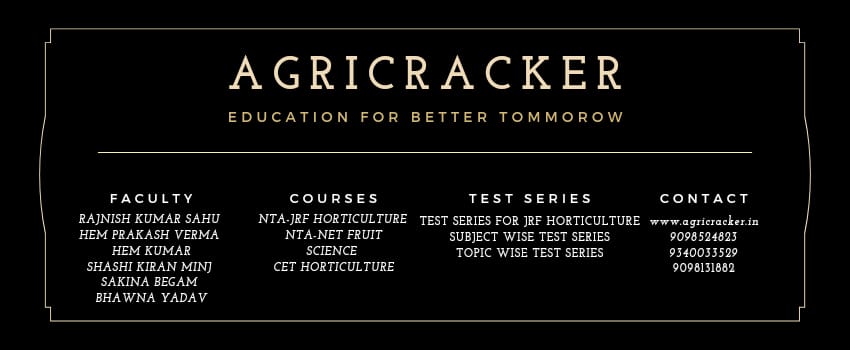 AGRICRACKER
EDUCATION FOR BETTER TOMMOROW
FACULTY
RAJNISH KUMAR SAHU
HEM PRAKASH VERMA
HEM KUMAR
SHASHI KIRAN MINJ
SAKINA BEGAM
BHAWNA YADAV
COURSES
NTA-JRF HORTICULTURE
NTA-NET FRUIT
SCIENCE
CET HORTICULTURE
TEST SERIES
TEST SERIES FOR JRF HORTICULTURE
SUBJECT WISE TEST SERIES
TOPIC WISE TEST SERIES
CONTACT
www.agricracker.in
9098524823
9340033529
9098131882